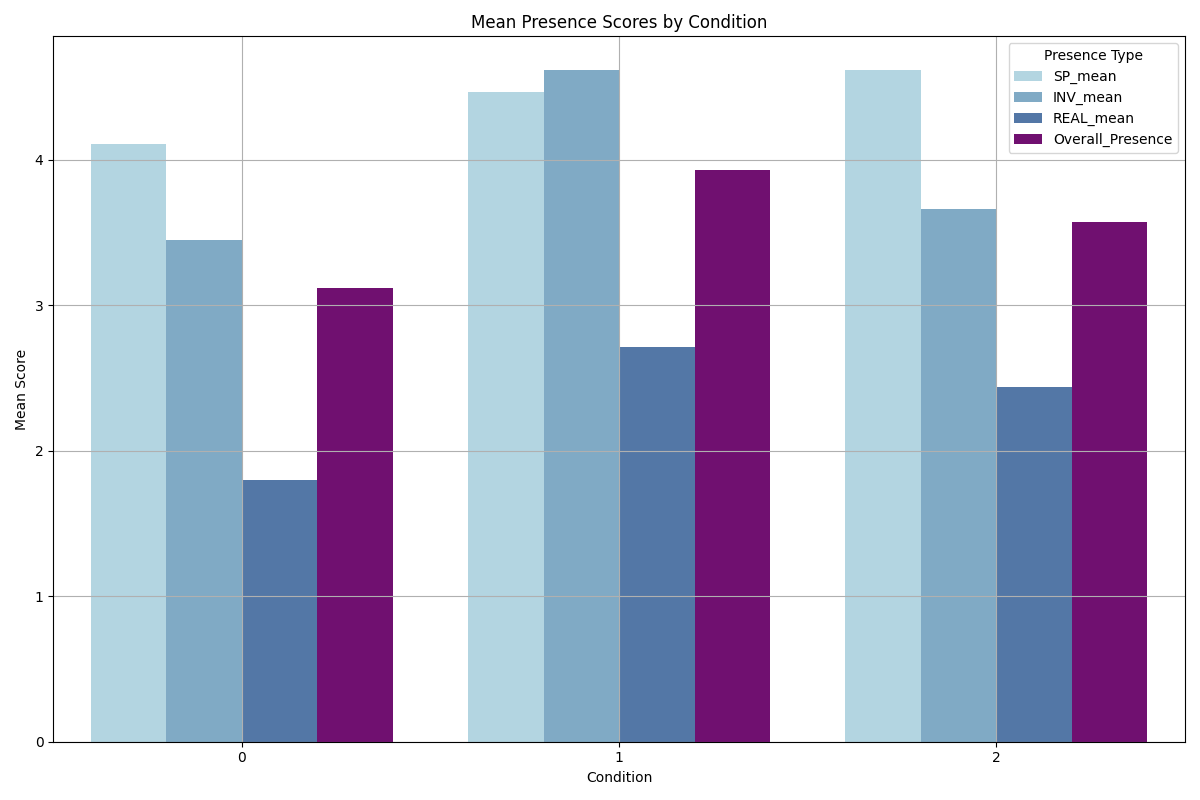 Mean Presence Scores by Condition
Presence Type
SP_mean
INV_mean
REAL_mean
Overall_Presence
Mean Score
4
3
2
1
0
0 1 2
Condition